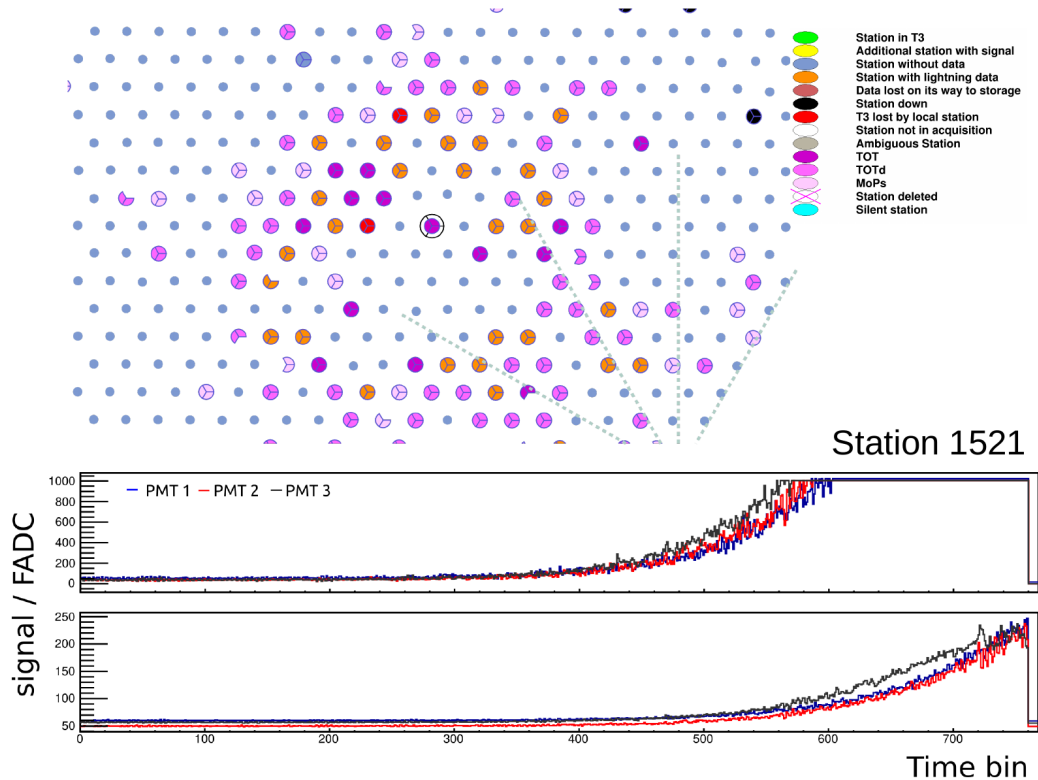 Station in T3
Additional station with signal
Station without data
Station with lightning data
Data lost on its way to storage
Station down
T3 lost by local station
Station not in acquisition
Ambiguous Station
TOT
TOTd
MoPs
Station deleted
Silent station
Station 1521
signal / FADC
PMT 1
PMT 2
PMT 3
1000
800
600
400
200
0
250
200
150
100
50
0 100 200 300 400 500 600 700
Time bin